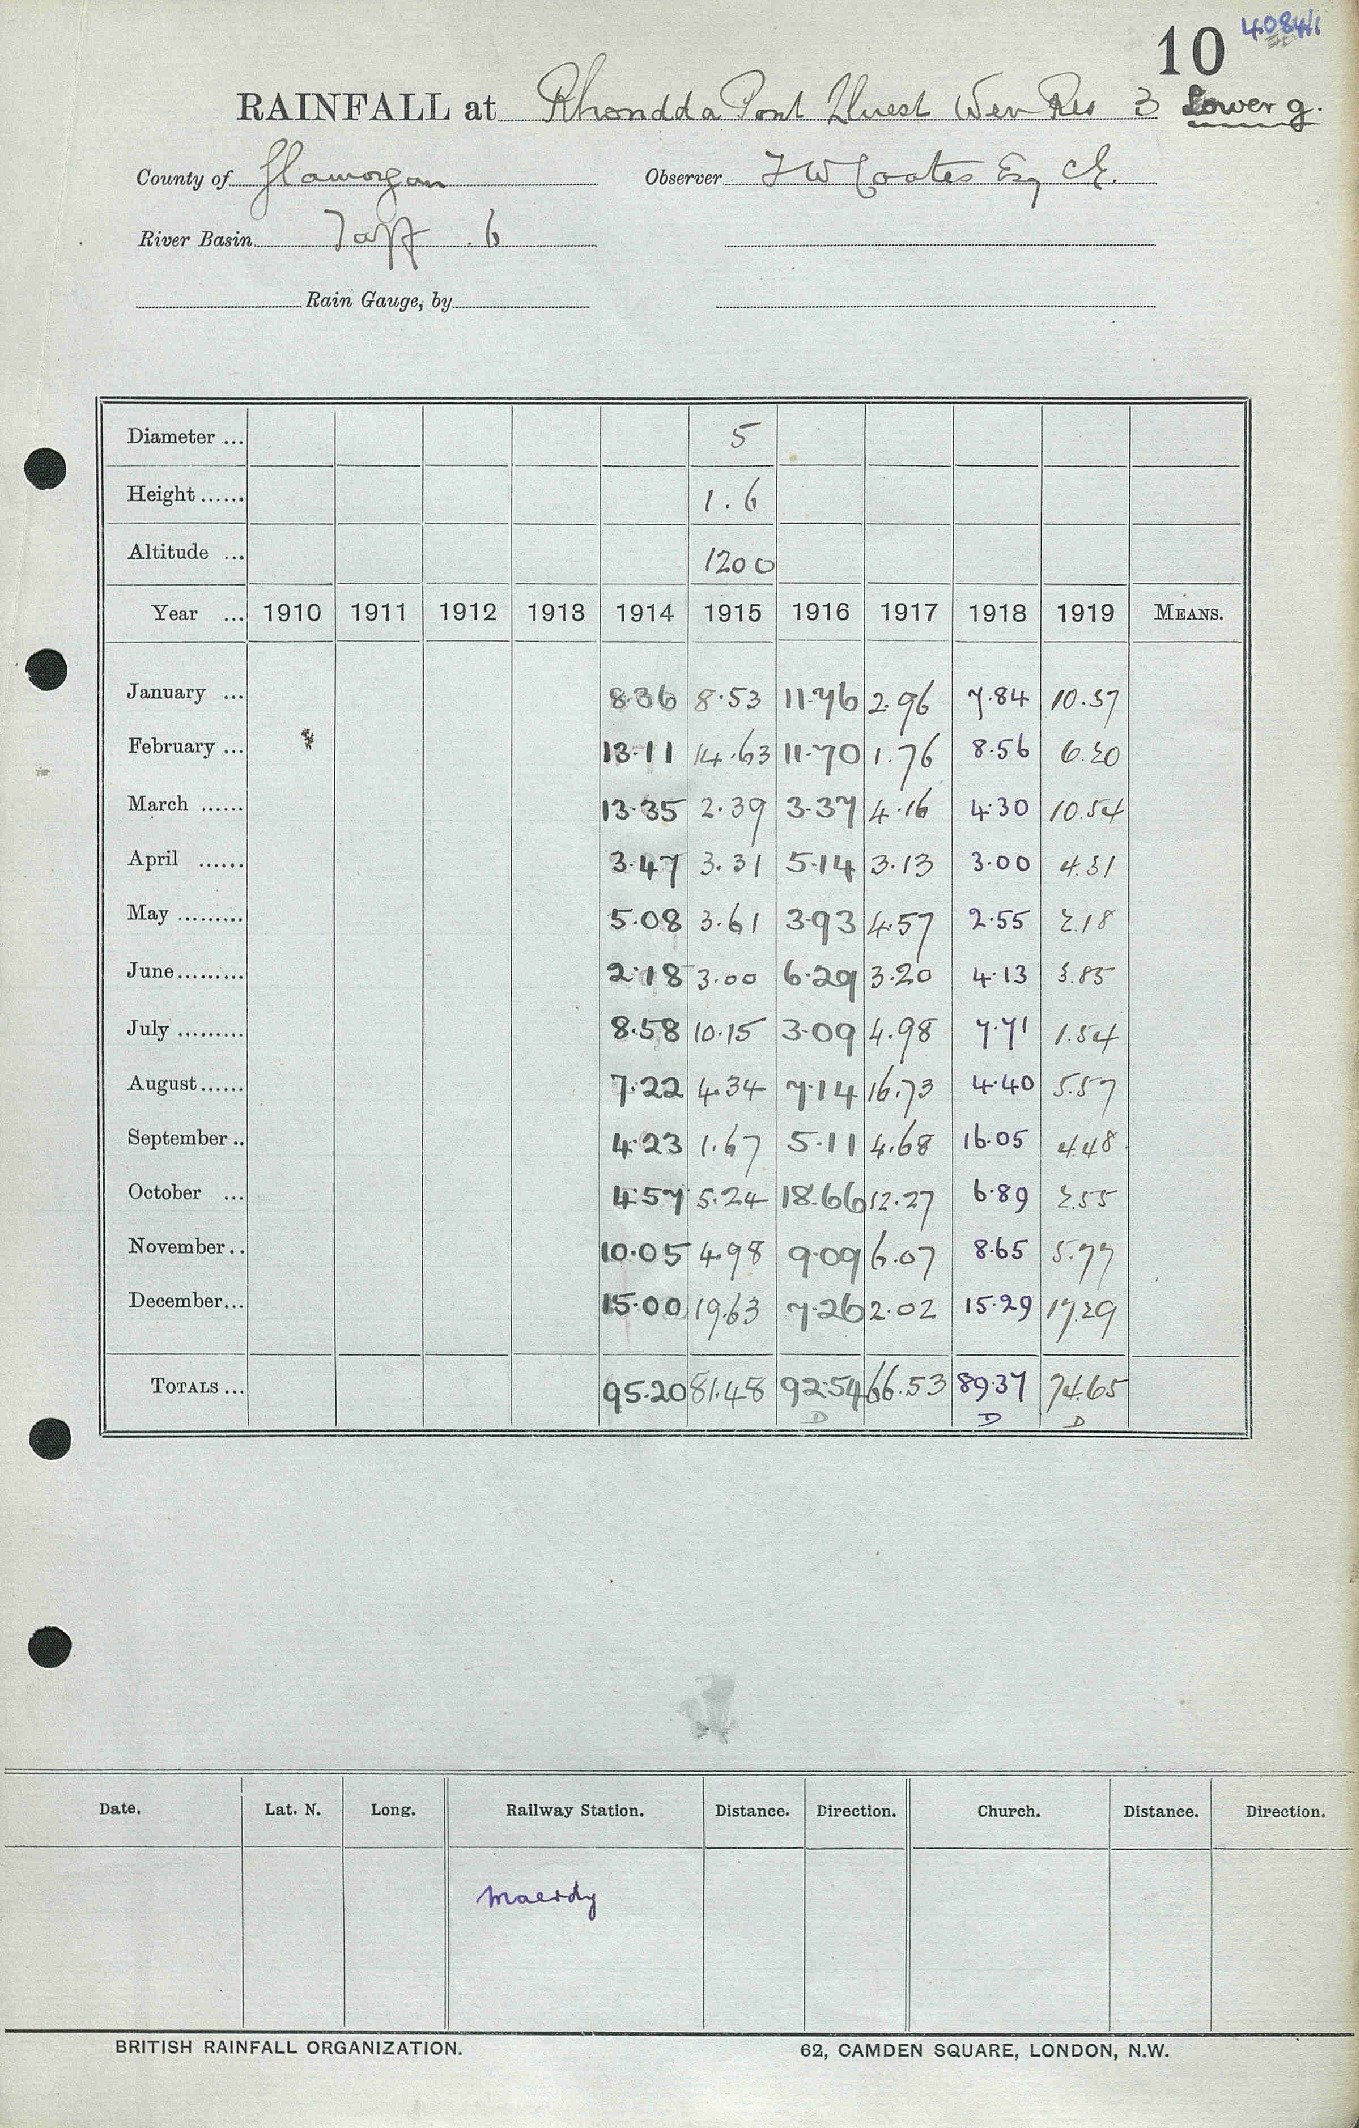 10 4084/1
RAINFALL at Rhondda Pont Lluest Wen Res 3 Lower g.
County of Glamorgan Observer T W Coates Esq C.E.
River Basin Taff 6
Rain Gauge, by
Diameter ... 5
Height ...... 1.6
Altitude ... 1200
Year ... 1910 1911 1912 1913 1914 1915 1916 1917 1918 1919 MEANS.
January ... 8.36 8.53 11.76 2.96 7.84 10.37
February ... 13.11 14.63 11.70 1.76 8.56 6.20
March ...... 13.35 2.39 3.37 4.16 4.30 10.54
April ...... 3.47 3.31 5.14 3.13 3.00 4.31
May ......... 5.08 3.61 3.93 4.57 2.55 2.18
June......... 2.18 3.00 6.29 3.20 4.13 3.85
July ......... 8.58 10.15 3.09 4.98 7.71 1.54
August...... 7.22 4.34 7.14 16.73 4.40 5.57
September .. 4.23 1.67 5.11 4.68 16.05 4.48
October ... 4.57 5.24 18.66 12.27 6.89 2.55
November .. 10.05 4.98 9.09 6.07 8.65 5.77
December... 15.00 19.63 7.26 2.02 15.29 17.29
TOTALS ... 95.20 81.48 92.54 66.53 89.37 74.65
D D D
Date. Lat. N. Long. Railway Station. Distance. Direction. Church. Distance. Direction.
Maerdy
BRITISH RAINFALL ORGANIZATION. 62, CAMDEN SQUARE, LONDON, N.W.